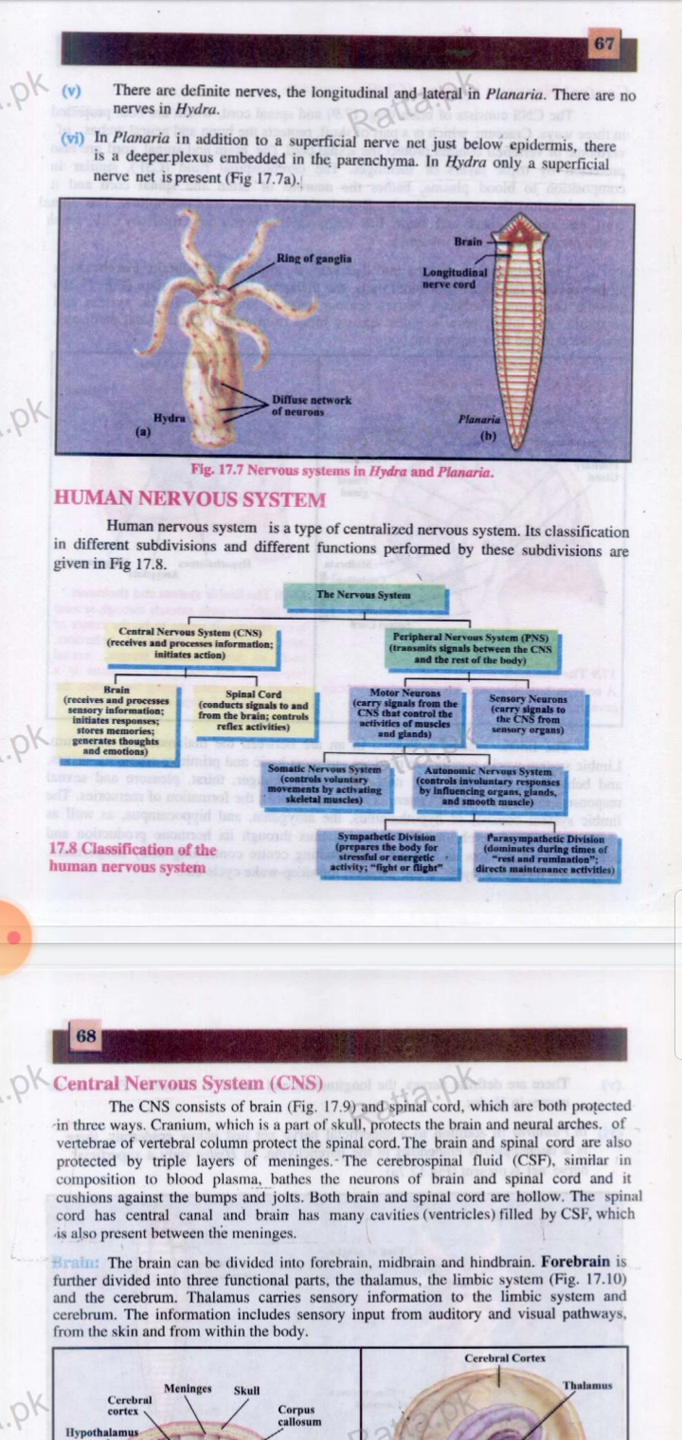 67
(v) There are definite nerves, the longitudinal and lateral in Planaria. There are no
nerves in Hydra.
(vi) In Planaria in addition to a superficial nerve net just below epidermis, there
is a deeper plexus embedded in the parenchyma. In Hydra only a superficial
nerve net is present (Fig 17.7a).
Ring of ganglia
Diffuse network
of neurons
Hydra
(a)
Brain
Longitudinal
nerve cord
Planaria
(b)
Fig. 17.7 Nervous systems in Hydra and Planaria.
HUMAN NERVOUS SYSTEM
Human nervous system is a type of centralized nervous system. Its classification
in different subdivisions and different functions performed by these subdivisions are
given in Fig 17.8.
The Nervous System
Central Nervous System (CNS)
(receives and processes information;
initiates action)
Peripheral Nervous System (PNS)
(transmits signals between the CNS
and the rest of the body)
Brain
(receives and processes
sensory information;
initiates responses;
stores memories;
generates thoughts
and emotions)
Spinal Cord
(conducts signals to and
from the brain; controls
reflex activities)
Motor Neurons
(carry signals from the
CNS that control the
activities of muscles
and glands)
Sensory Neurons
(carry signals to
the CNS from
sensory organs)
Somatic Nervous System
(controls voluntary
movements by activating
skeletal muscles)
Autonomic Nervous System
(controls involuntary responses
by influencing organs, glands,
and smooth muscle)
Sympathetic Division
(prepares the body for
stressful or energetic
activity; "fight or flight"
Parasympathetic Division
(dominates during times of
"rest and rumination";
directs maintenance activities)
17.8 Classification of the
human nervous system
68
Central Nervous System (CNS)
The CNS consists of brain (Fig. 17.9) and spinal cord, which are both protected
in three ways. Cranium, which is a part of skull, protects the brain and neural arches. of
vertebrae of vertebral column protect the spinal cord. The brain and spinal cord are also
protected by triple layers of meninges. The cerebrospinal fluid (CSF), similar in
composition to blood plasma, bathes the neurons of brain and spinal cord and it
cushions against the bumps and jolts. Both brain and spinal cord are hollow. The spinal
cord has central canal and brain has many cavities (ventricles) filled by CSF, which
is also present between the meninges.
Brain: The brain can be divided into forebrain, midbrain and hindbrain. Forebrain is
further divided into three functional parts, the thalamus, the limbic system (Fig. 17.10)
and the cerebrum. Thalamus carries sensory information to the limbic system and
cerebrum. The information includes sensory input from auditory and visual pathways,
from the skin and from within the body.
Meninges
Skull
Cerebral
cortex
Corpus
callosum
Hypothalamus
Cerebral Cortex
Thalamus
Ratta.pk
Ratta.pk
Ratta.pk
Ratta.pk
.pk
.pk
.pk
.pk
.pk